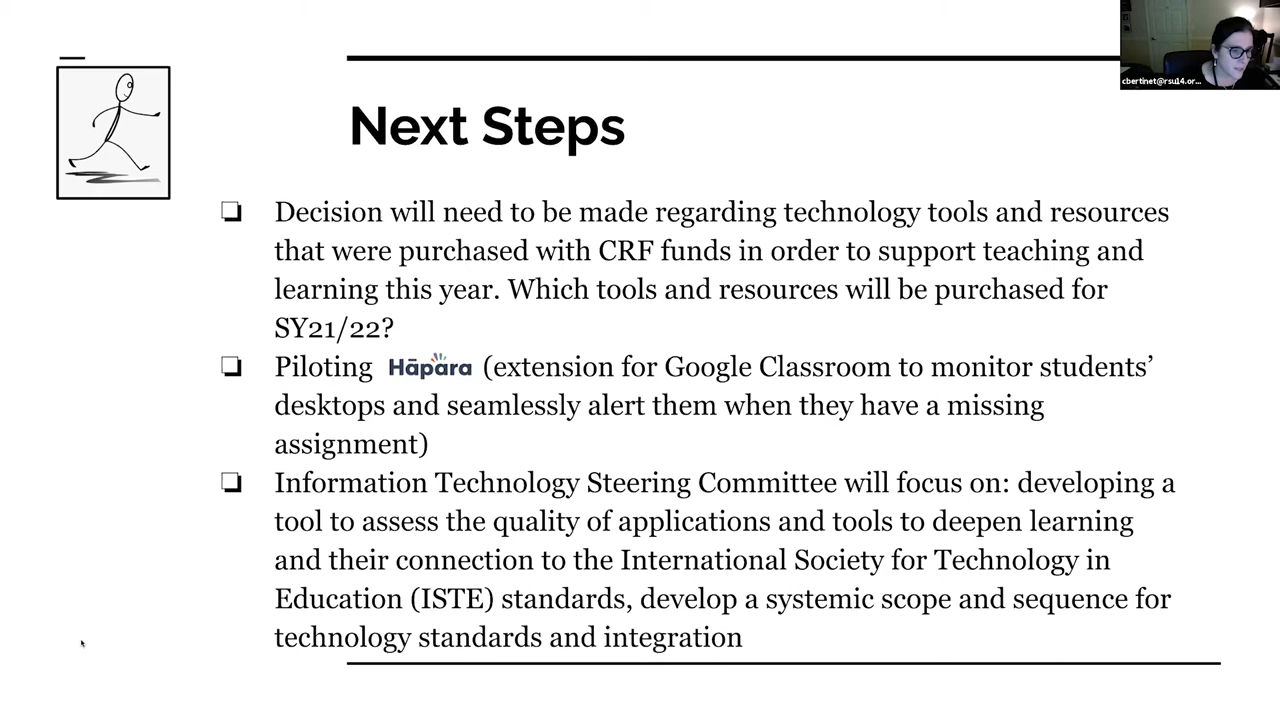 cbertinet@rsu14.or...
Next Steps
❏ Decision will need to be made regarding technology tools and resources
that were purchased with CRF funds in order to support teaching and
learning this year. Which tools and resources will be purchased for
SY21/22?
❏ Piloting Hāpara (extension for Google Classroom to monitor students’
desktops and seamlessly alert them when they have a missing
assignment)
❏ Information Technology Steering Committee will focus on: developing a
tool to assess the quality of applications and tools to deepen learning
and their connection to the International Society for Technology in
Education (ISTE) standards, develop a systemic scope and sequence for
technology standards and integration